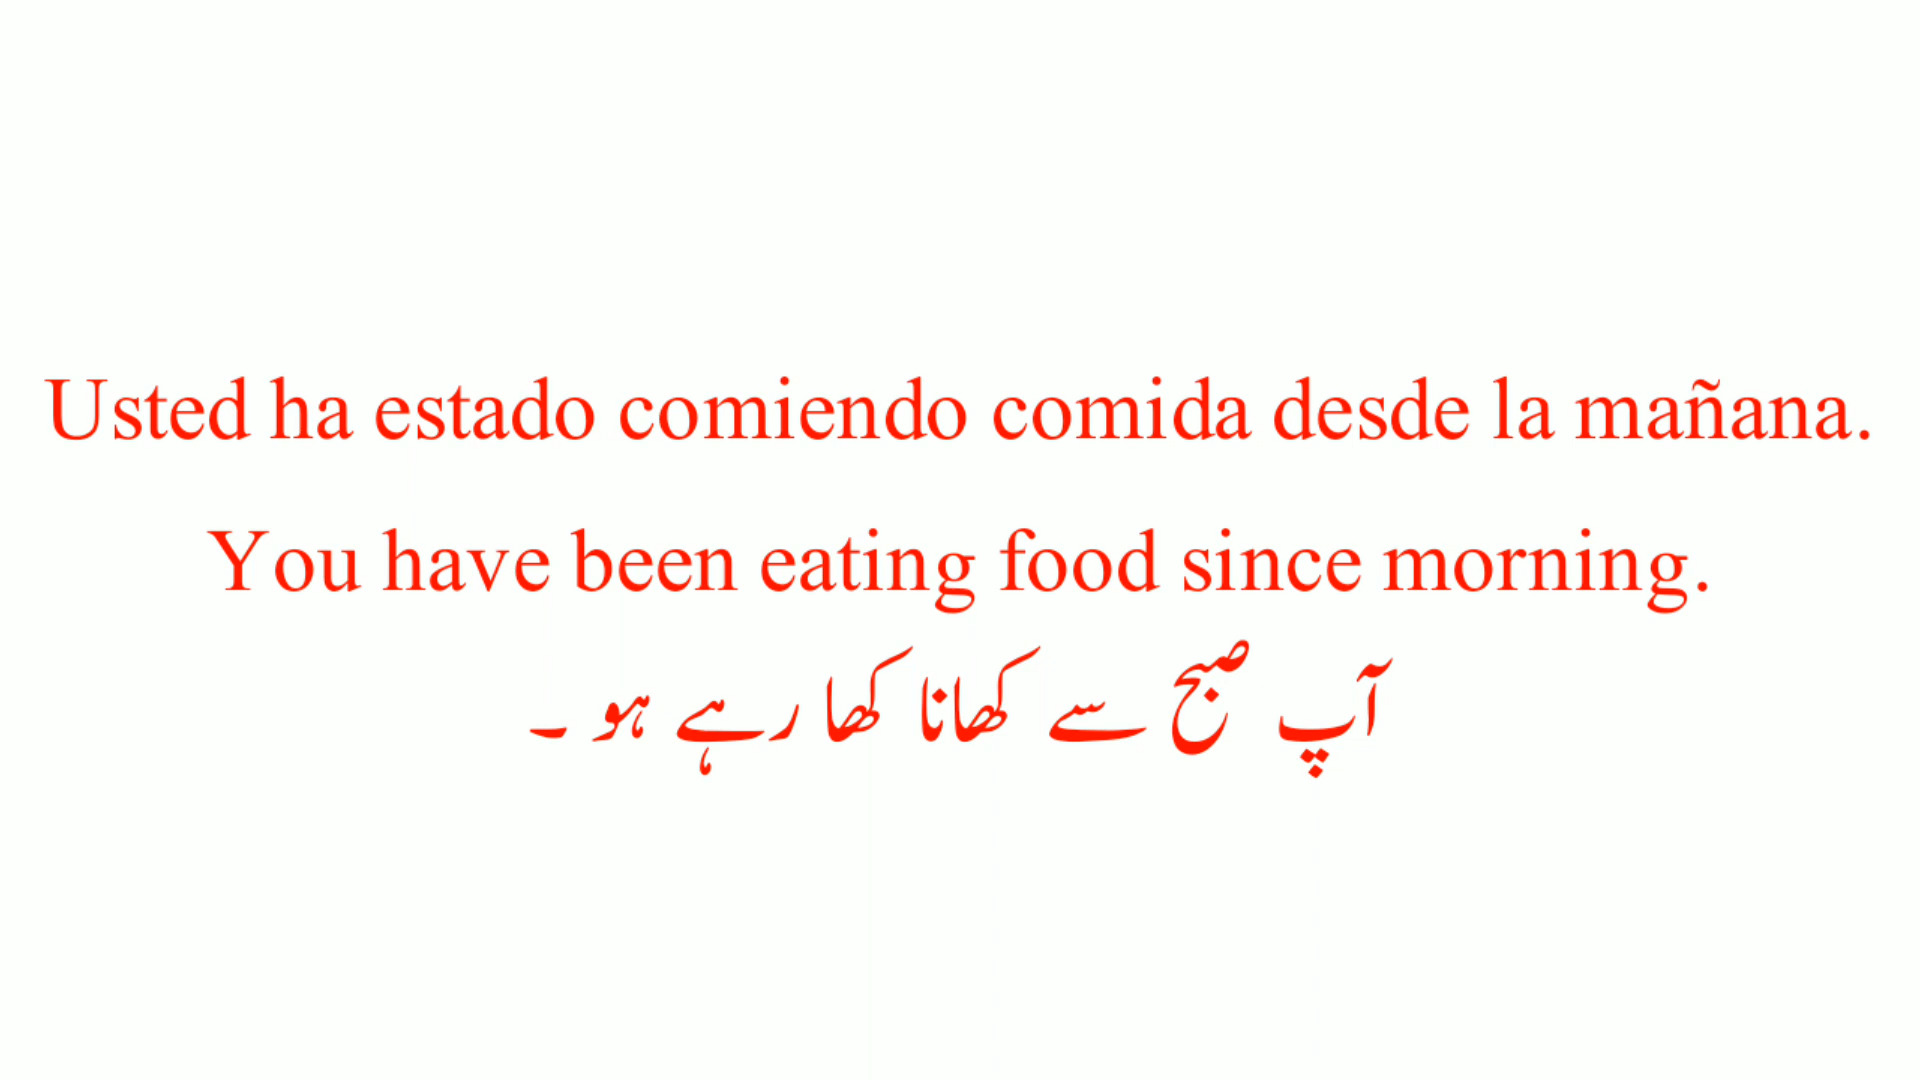 Usted ha estado comiendo comida desde la mañana.
You have been eating food since morning.
آپ صبح سے کھانا کھا رہے ہو ۔